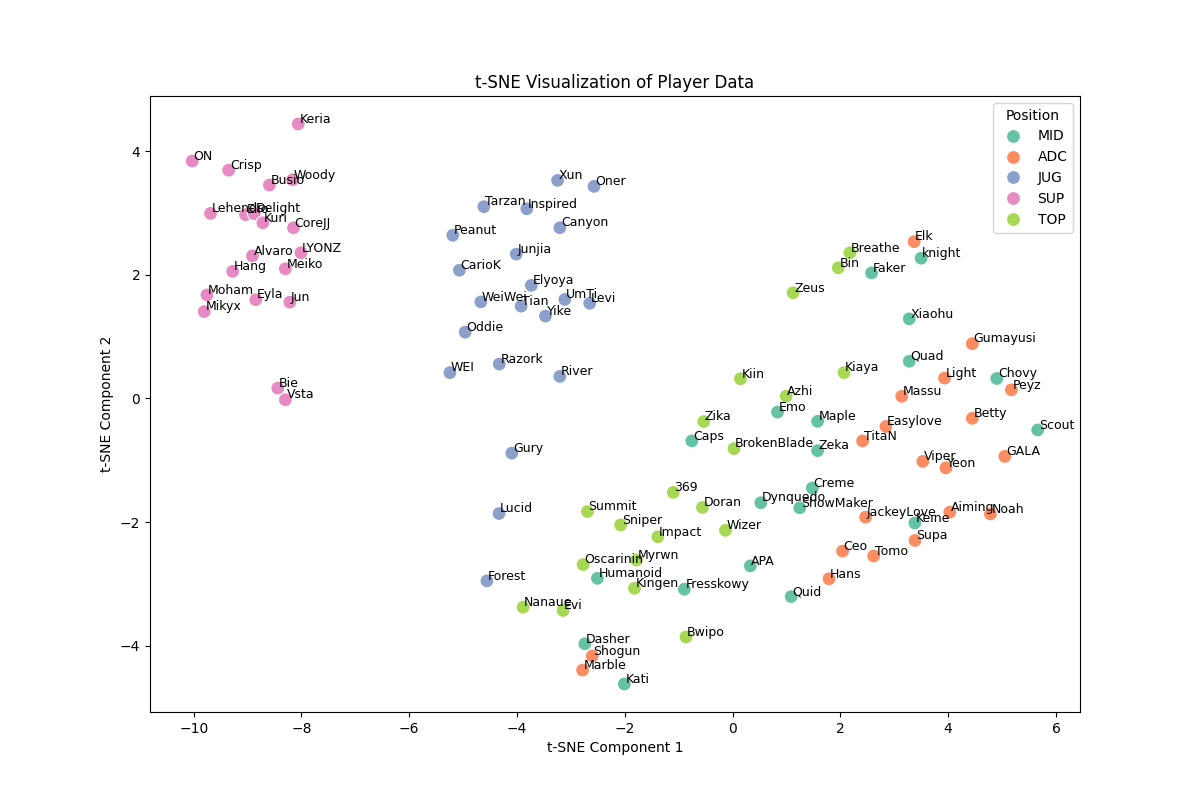 t-SNE Visualization of Player Data
Position
MID
ADC
JUG
SUP
TOP
Keria
ON
Crisp
Woody
Busio
Lehends
Delight
Kuri
CoreJJ
LYONZ
Alvaro
Hang
Meiko
Moham
Eyla
Jun
Mikyx
Bie
Vsta
Xun
Oner
Tarzan
Inspired
Canyon
Peanut
Junjia
CarioK
Elyoya
WeiWei
Tian
UmTi
Levi
Yike
Oddie
Razork
WEI
River
Gury
Lucid
Forest
Elk
Breathe
knight
Bin
Faker
Zeus
Xiaohu
Gumayusi
Quad
Kiin
Kiaya
Light
Chovy
Peyz
Azhi
Massu
Emo
Zika
Maple
Easylove
Betty
Scout
Caps
BrokenBlade
Zeka
TitaN
Viper
Yeon
GALA
369
Creme
Doran
Dynquedo
ShowMaker
Summit
Sniper
Impact
Wizer
JackeyLove
Keine
Aiming
Noah
Supa
Oscarinin
Myrwn
Humanoid
Kingen
Fresskowy
APA
Ceo
Tomo
Hans
Quid
Nanaue
Evi
Bwipo
Dasher
Shogun
Marble
Kati
4
2
0
−2
−4
−10
−8
−6
−4
−2
0
2
4
6
t-SNE Component 1
t-SNE Component 2